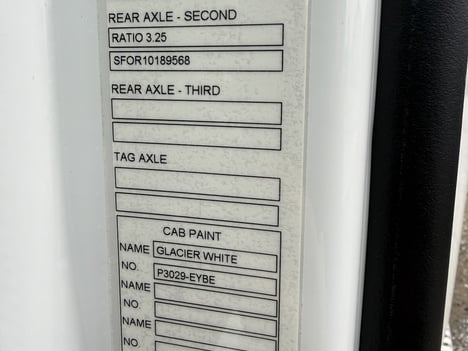 REAR AXLE - SECOND
RATIO 3.25
SFOR10189568
REAR AXLE - THIRD
TAG AXLE
CAB PAINT
NAME GLACIER WHITE
NO. P3029-EYBE
NAME
NO.
NAME
NO.